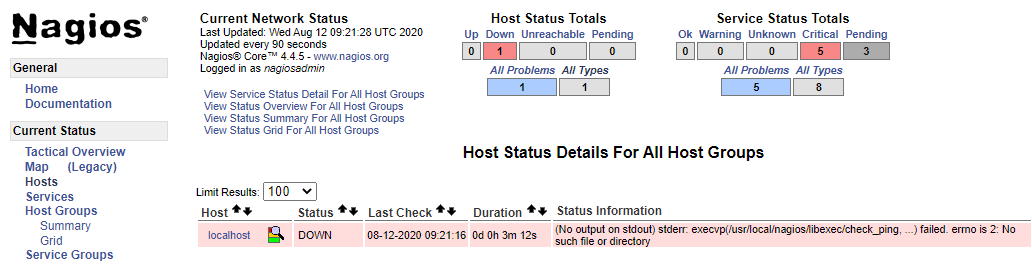 Nagios®
General
Home
Documentation
Current Status
Tactical Overview
Map (Legacy)
Hosts
Services
Host Groups
Summary
Grid
Service Groups
Current Network Status
Last Updated: Wed Aug 12 09:21:28 UTC 2020
Updated every 90 seconds
Nagios® Core™ 4.4.5 - www.nagios.org
Logged in as nagiosadmin
View Service Status Detail For All Host Groups
View Status Overview For All Host Groups
View Status Summary For All Host Groups
View Status Grid For All Host Groups
Host Status Totals
Up Down Unreachable Pending
0 1 0 0
All Problems All Types
1 1
Service Status Totals
Ok Warning Unknown Critical Pending
0 0 0 5 3
All Problems All Types
5 8
Host Status Details For All Host Groups
Limit Results: 100
Host Status Last Check Duration Status Information
localhost DOWN 08-12-2020 09:21:16 0d 0h 3m 12s (No output on stdout) stderr: execvp(/usr/local/nagios/libexec/check_ping, ...) failed. errno is 2: No
such file or directory